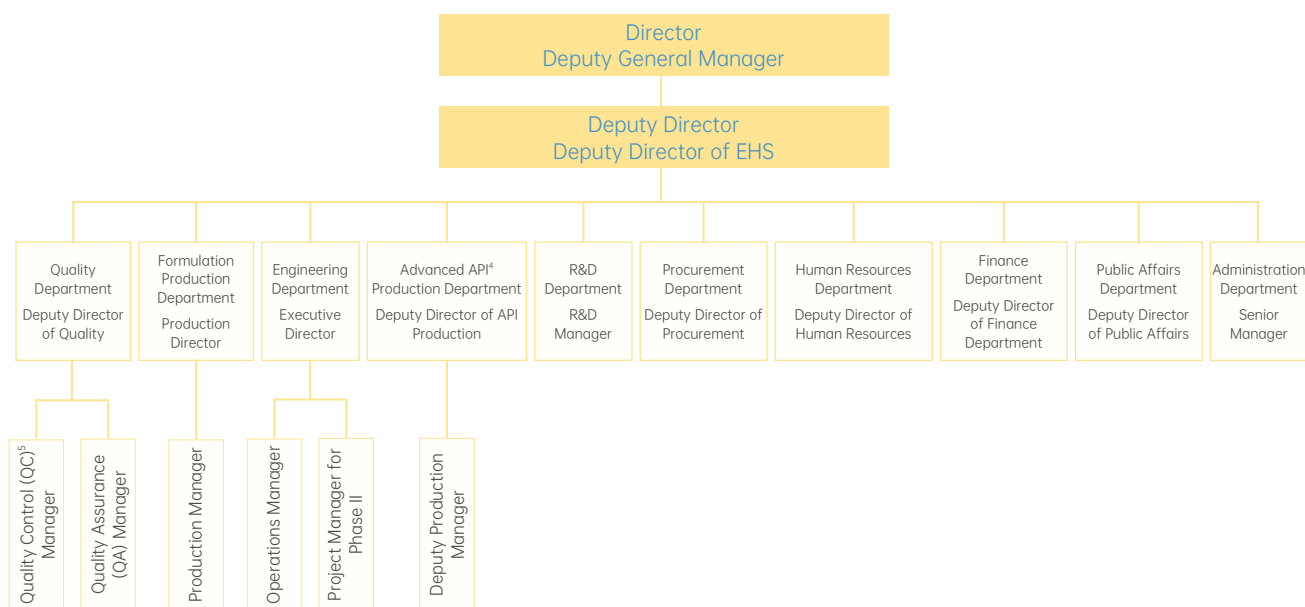 Director
Deputy General Manager
Deputy Director
Deputy Director of EHS
Quality
Department
Deputy Director
of Quality
Formulation
Production
Department
Production
Director
Engineering
Department
Executive
Director
Advanced API⁴
Production Department
Deputy Director of API
Production
R&D
Department
R&D
Manager
Procurement
Department
Deputy Director of
Procurement
Human Resources
Department
Deputy Director of
Human Resources
Finance
Department
Deputy Director
of Finance
Department
Public Affairs
Department
Deputy Director
of Public Affairs
Administration
Department
Senior
Manager
Quality Control (QC)⁵
Manager
Quality Assurance
(QA) Manager
Production Manager
Operations Manager
Project Manager for
Phase II
Deputy Production
Manager